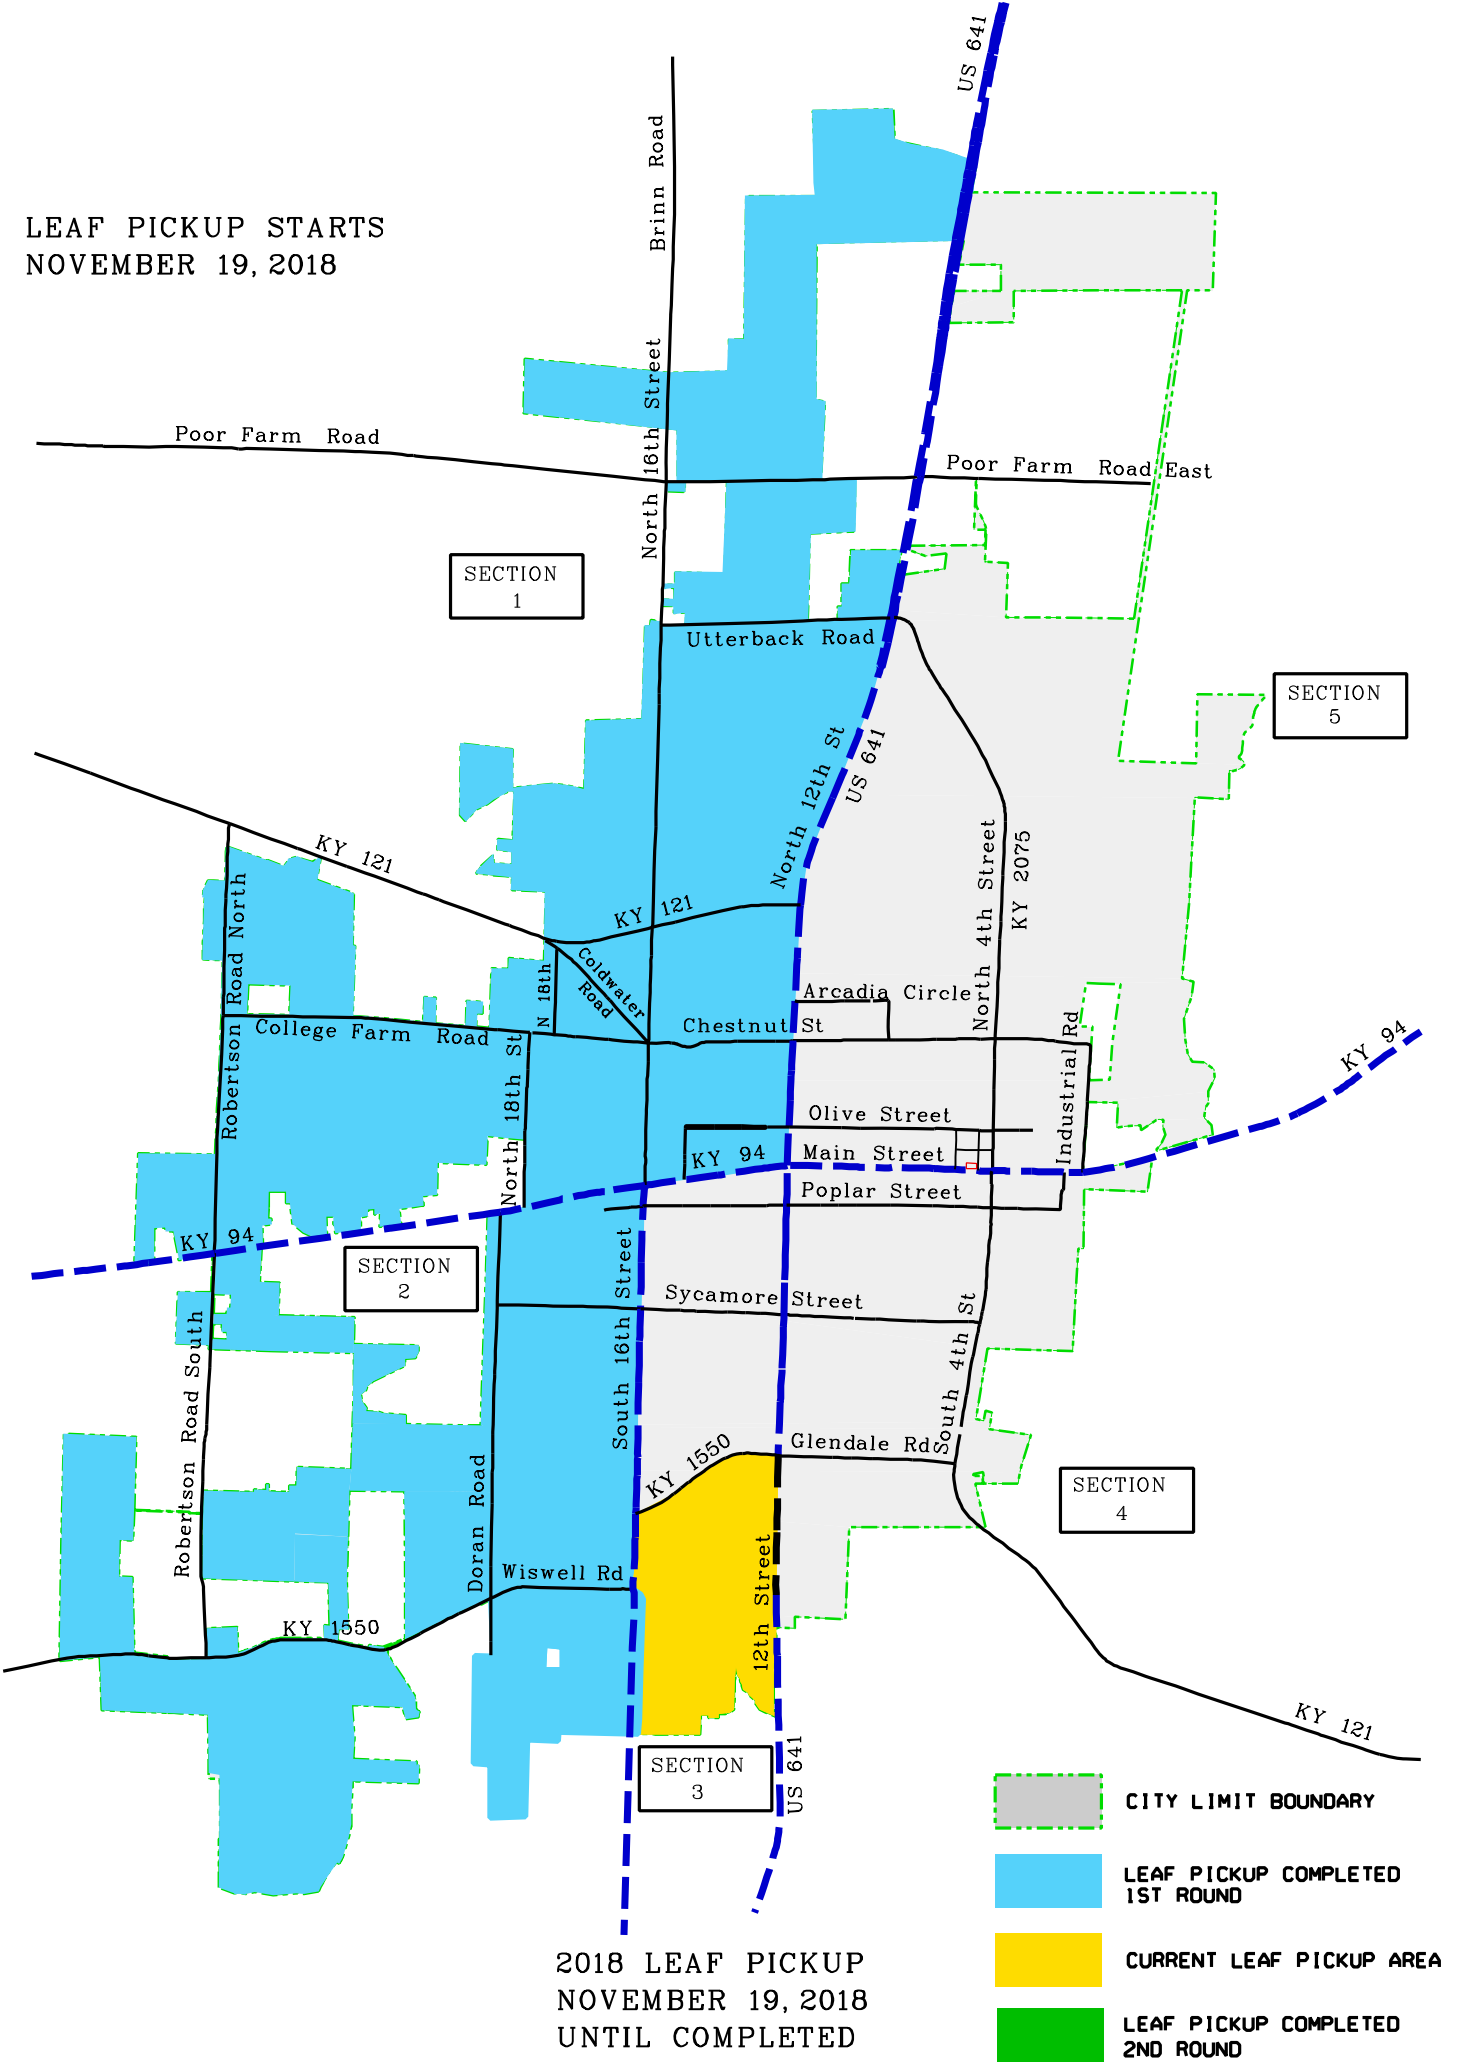 US 641
Brinn Road
LEAF PICKUP STARTS
NOVEMBER 19, 2018
North 16th Street
Poor Farm Road
Poor Farm Road East
SECTION
1
Utterback Road
SECTION
5
North 12th St
US 641
KY 121
North 4th Street
KY 2075
Robertson Road North
KY 121
N 18th
Coldwater
Road
Arcadia Circle
Chestnut St
College Farm Road
Industrial Rd
KY 94
North 18th St
Olive Street
KY 94
Main Street
Poplar Street
KY 94
SECTION
2
South 16th Street
Sycamore Street
South 4th St
Robertson Road South
KY 1550
Glendale Rd
Doran Road
SECTION
4
12th Street
Wiswell Rd
KY 1550
KY 121
SECTION
3
US 641
CITY LIMIT BOUNDARY
LEAF PICKUP COMPLETED
1ST ROUND
CURRENT LEAF PICKUP AREA
LEAF PICKUP COMPLETED
2ND ROUND
2018 LEAF PICKUP
NOVEMBER 19, 2018
UNTIL COMPLETED